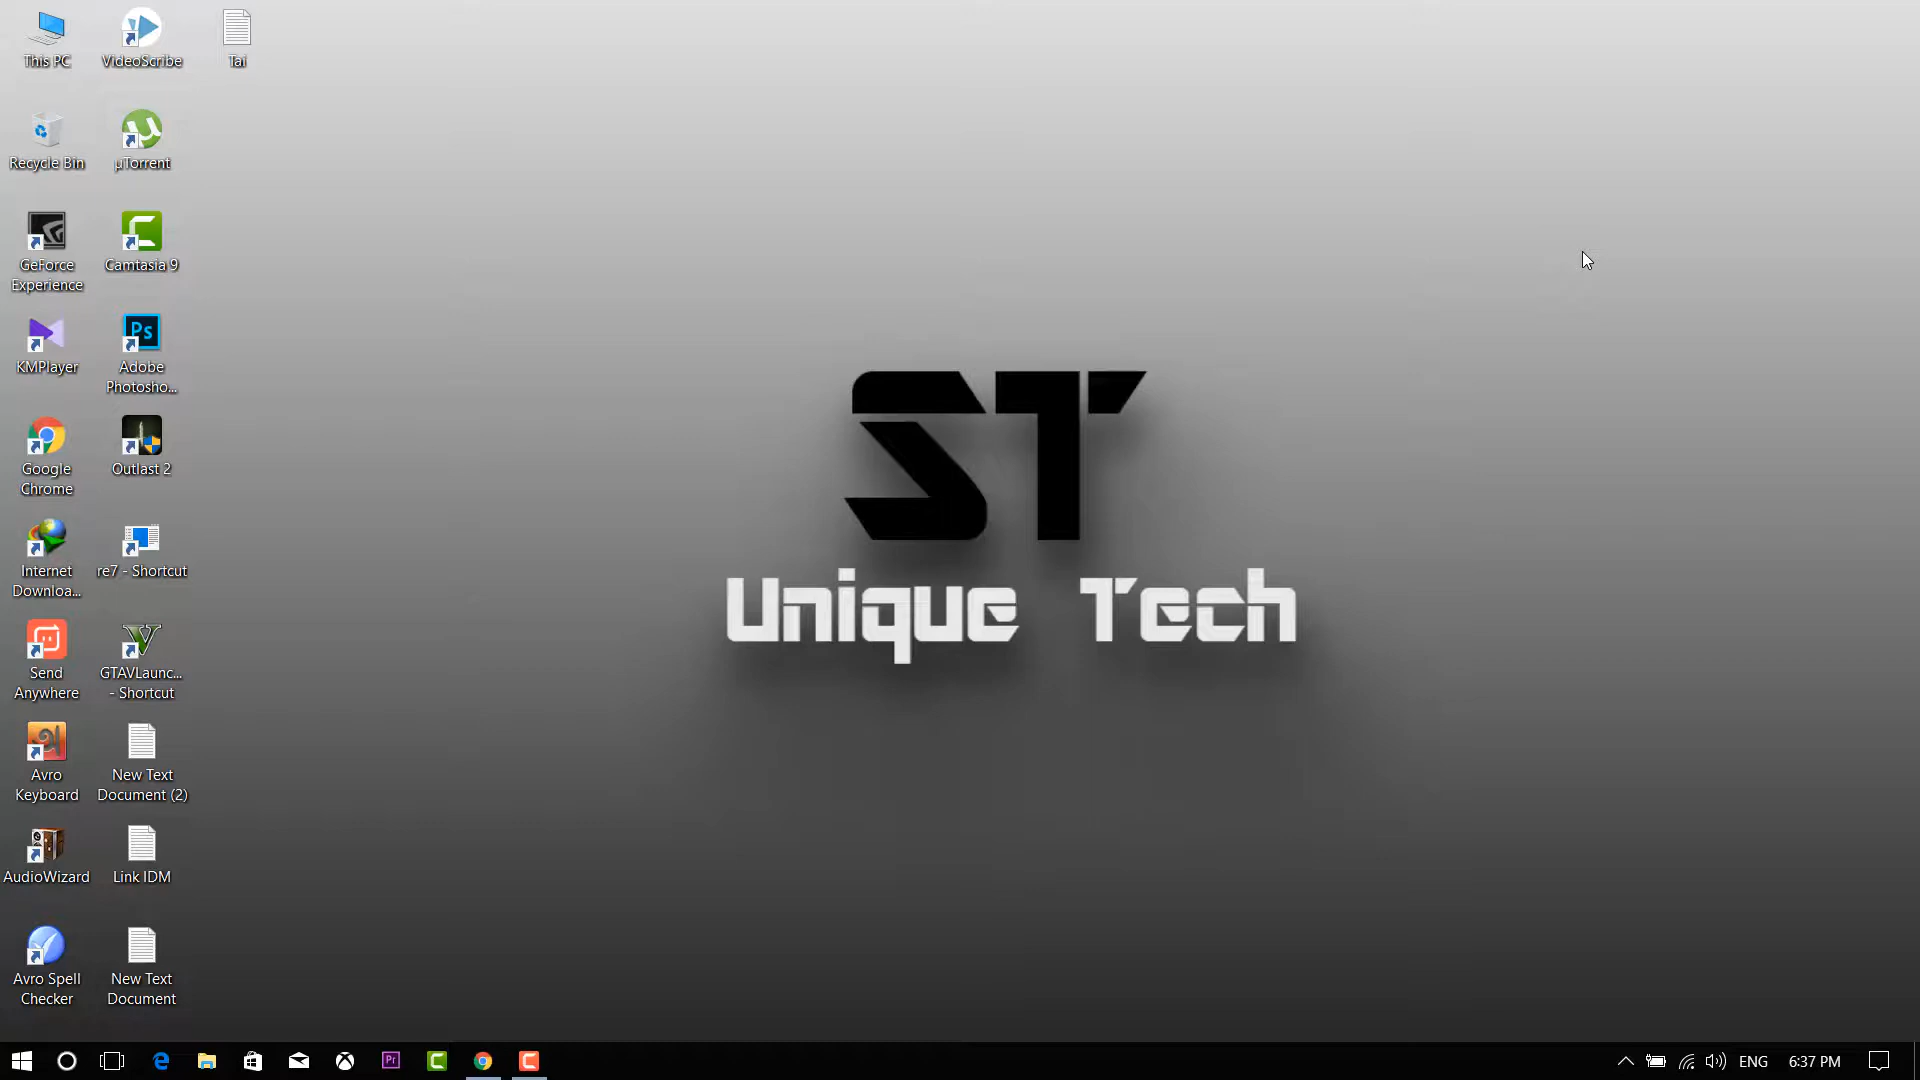 This PC
VideoScribe
Tai
Recycle Bin
µTorrent
GeForce
Experience
Camtasia 9
KMPlayer
Ps
Adobe
Photosho...
Google
Chrome
Outlast 2
Internet
Downloa...
re7 - Shortcut
Send
Anywhere
GTAVLaunc...
- Shortcut
Avro
Keyboard
New Text
Document (2)
AudioWizard
Link IDM
Avro Spell
Checker
New Text
Document
ST
Unique Tech
Pr
ENG
6:37 PM